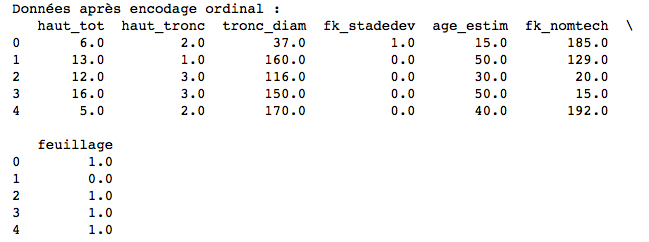 Données après encodage ordinal :
haut_tot haut_tronc tronc_diam fk_stadedev age_estim fk_nomtech \
0 6.0 2.0 37.0 1.0 15.0 185.0
1 13.0 1.0 160.0 0.0 50.0 129.0
2 12.0 3.0 116.0 0.0 30.0 20.0
3 16.0 3.0 150.0 0.0 50.0 15.0
4 5.0 2.0 170.0 0.0 40.0 192.0
feuillage
0 1.0
1 0.0
2 1.0
3 1.0
4 1.0